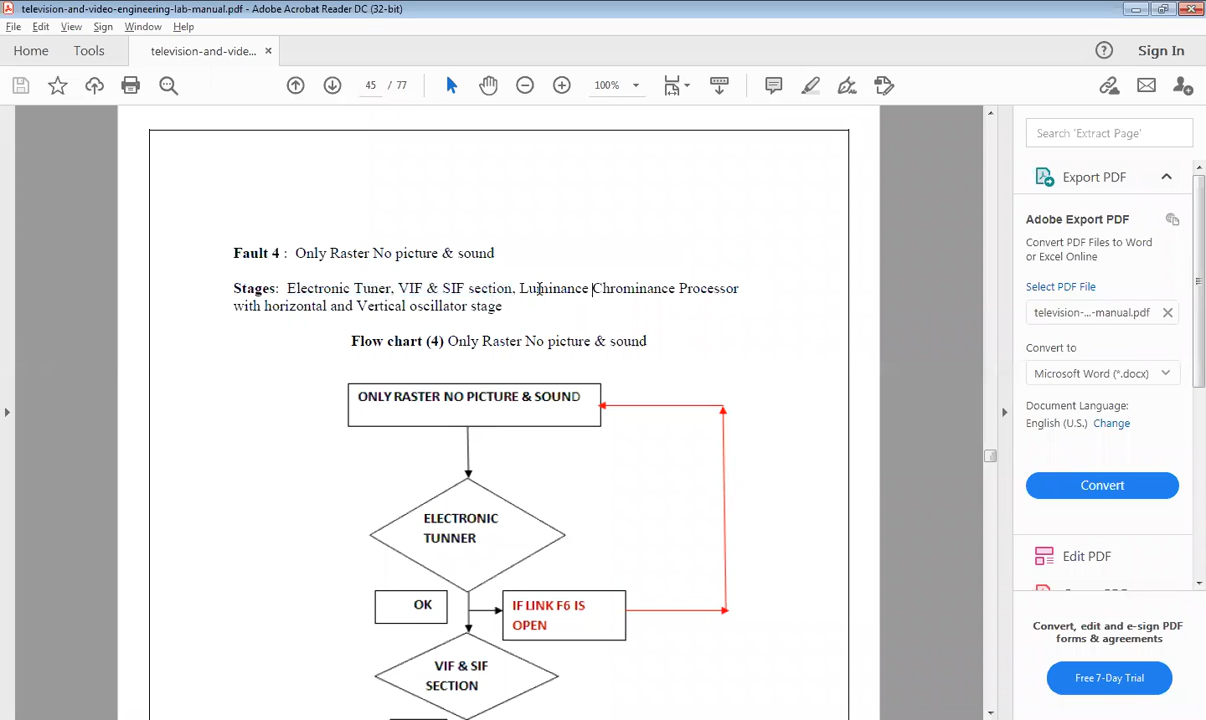 television-and-video-engineering-lab-manual.pdf - Adobe Acrobat Reader DC (32-bit)
File Edit View Sign Window Help
Home Tools television-and-vide... × Sign In
45 / 77 100%
Search 'Extract Page'
Export PDF
Adobe Export PDF
Convert PDF Files to Word
or Excel Online
Select PDF File
television-...-manual.pdf
Convert to
Microsoft Word (*.docx)
Document Language:
English (U.S.) Change
Convert
Edit PDF
Convert, edit and e-sign PDF
forms & agreements
Free 7-Day Trial
Fault 4 : Only Raster No picture & sound
Stages: Electronic Tuner, VIF & SIF section, Luminance Chrominance Processor
with horizontal and Vertical oscillator stage
Flow chart (4) Only Raster No picture & sound
ONLY RASTER NO PICTURE & SOUND
ELECTRONIC
TUNNER
OK
IF LINK F6 IS
OPEN
VIF & SIF
SECTION